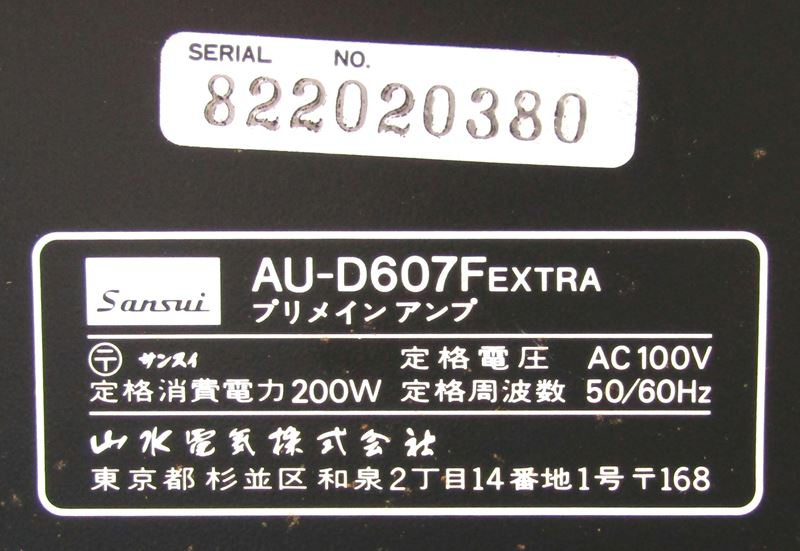 SERIAL NO.
822020380
Sansui
AU-D607F EXTRA
プリメイン アンプ
〶 サンスイ 定格電圧 AC100V
定格消費電力200W 定格周波数 50/60Hz
山水電気株式会社
東京都 杉並区 和泉2丁目14番地1号〒168